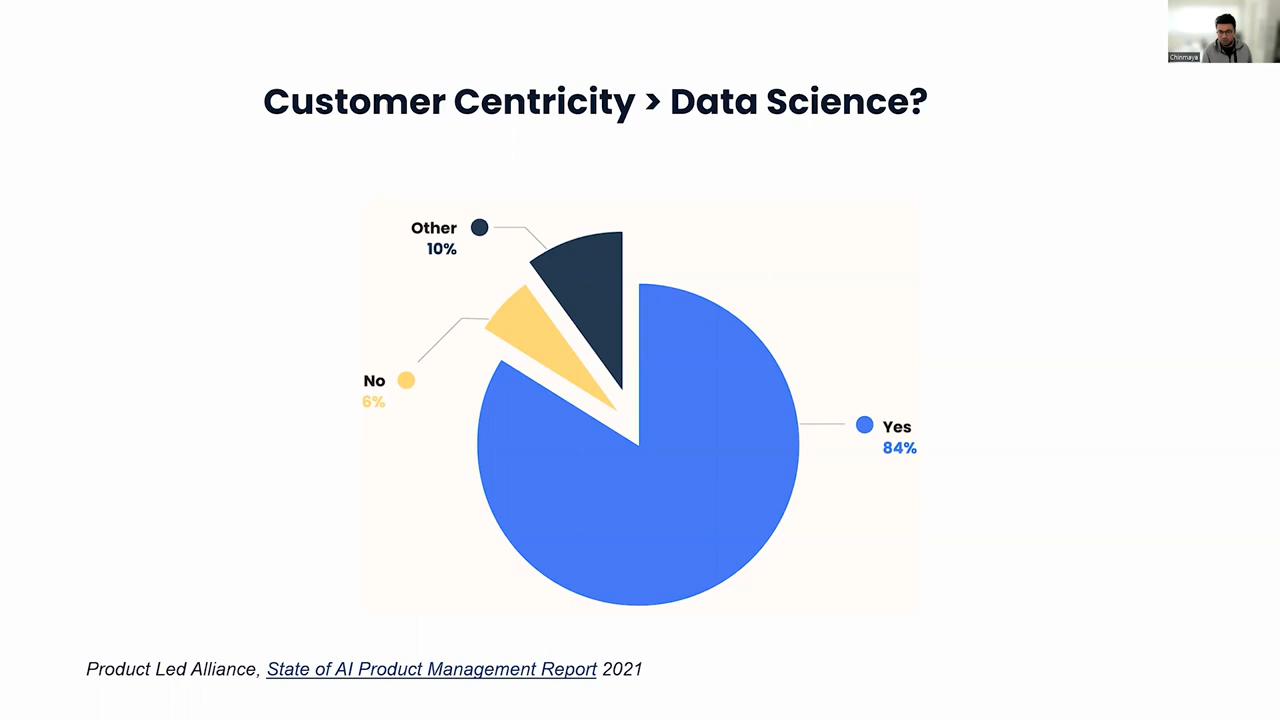 Chinmaya
Customer Centricity > Data Science?
Other
10%
No
6%
Yes
84%
Product Led Alliance, State of AI Product Management Report 2021